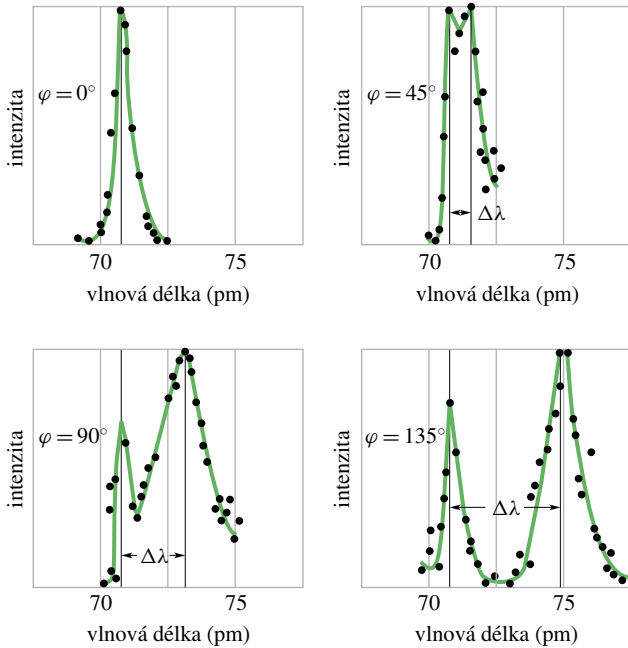 intenzita
φ = 0°
70 75
vlnová délka (pm)
intenzita
φ = 45°
Δλ
70 75
vlnová délka (pm)
intenzita
φ = 90°
Δλ
70 75
vlnová délka (pm)
intenzita
φ = 135°
Δλ
70 75
vlnová délka (pm)